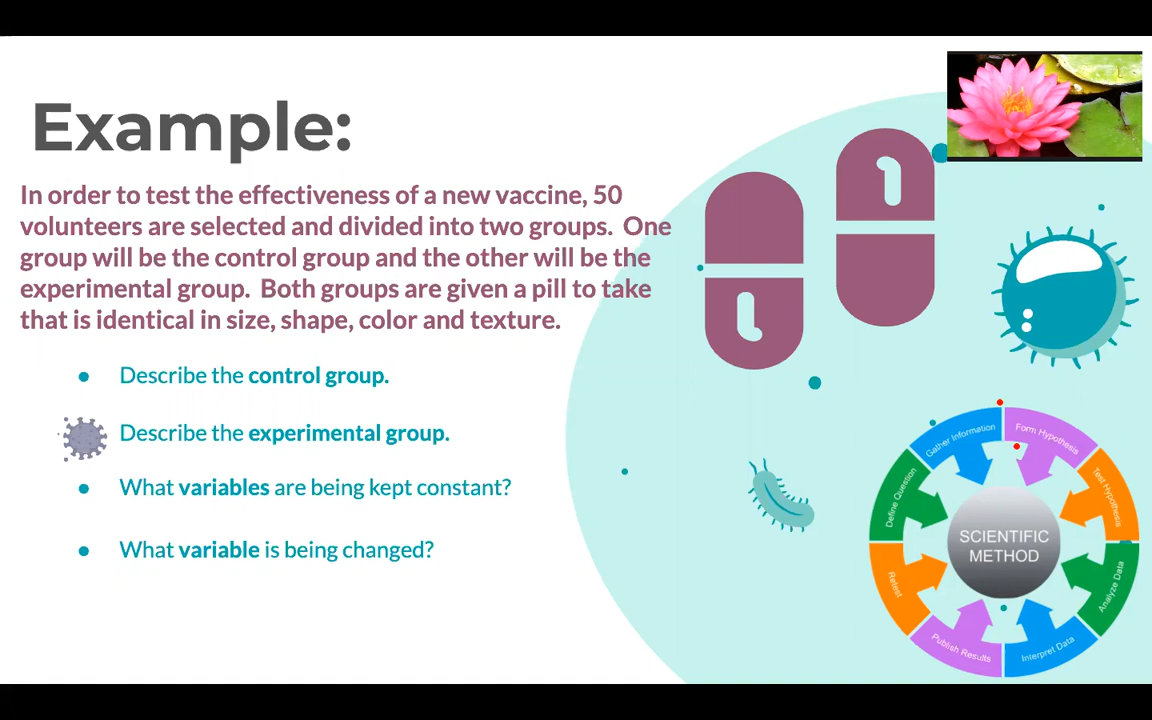 Example:
In order to test the effectiveness of a new vaccine, 50
volunteers are selected and divided into two groups.  One
group will be the control group and the other will be the
experimental group.  Both groups are given a pill to take
that is identical in size, shape, color and texture.
Describe the control group.
Describe the experimental group.
What variables are being kept constant?
What variable is being changed?
Gather Information
Form Hypothesis
Test Hypothesis
Analyze Data
Interpret Data
Publish Results
Retest
Define Question
SCIENTIFIC
METHOD